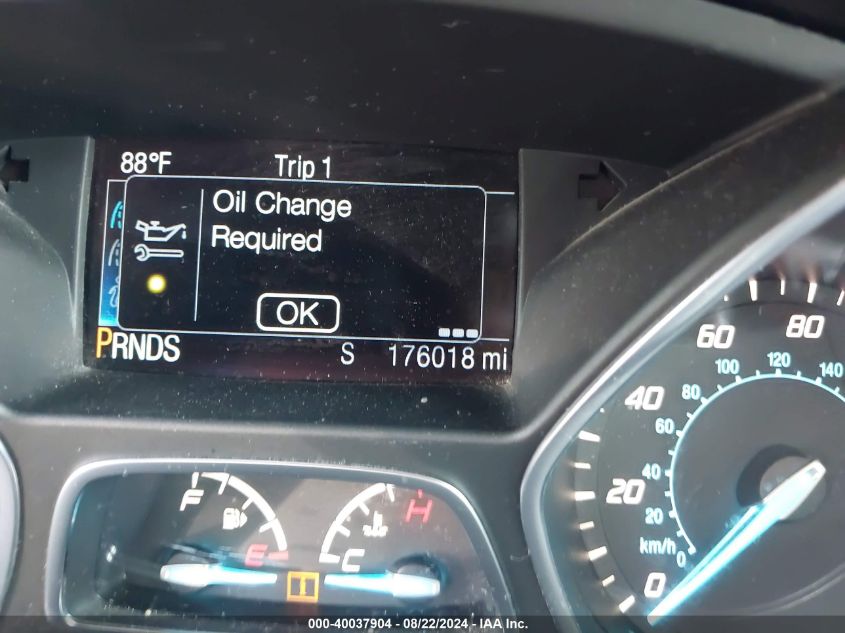 88°F Trip 1
Oil Change
Required
OK
PRNDS S 176018 mi
60 80
100 120 140
40 80
60
20 40
20
km/h 0
0
F H
E C
000-40037904 - 08/22/2024 - IAA Inc.